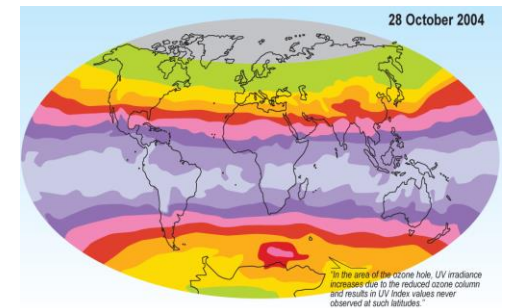 28 October 2004
"In the area of the ozone hole, UV irradiance
increases due to the reduced ozone column
and results in UV Index values never
observed at such latitudes."